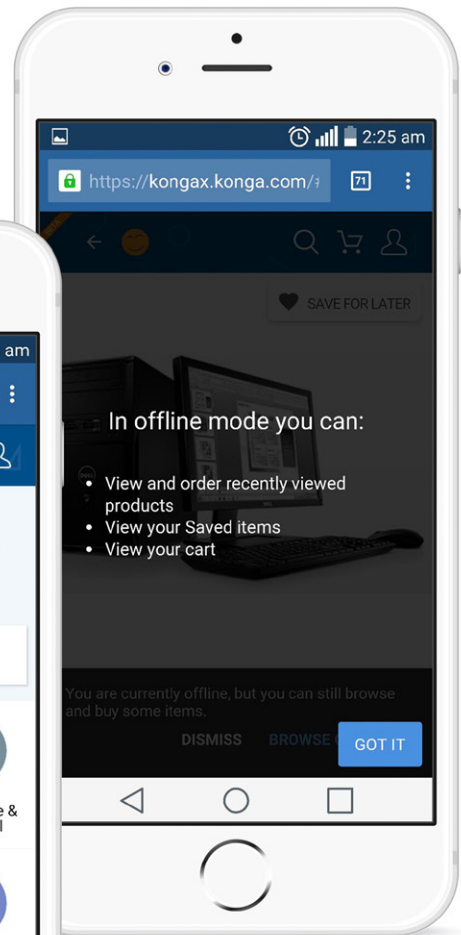 2:25 am
https://kongax.konga.com/
71
SAVE FOR LATER
In offline mode you can:
• View and order recently viewed
products
• View your Saved items
• View your cart
You are currently offline, but you can still browse
and buy some items.
DISMISS BROWSE
GOT IT
am
e &
l